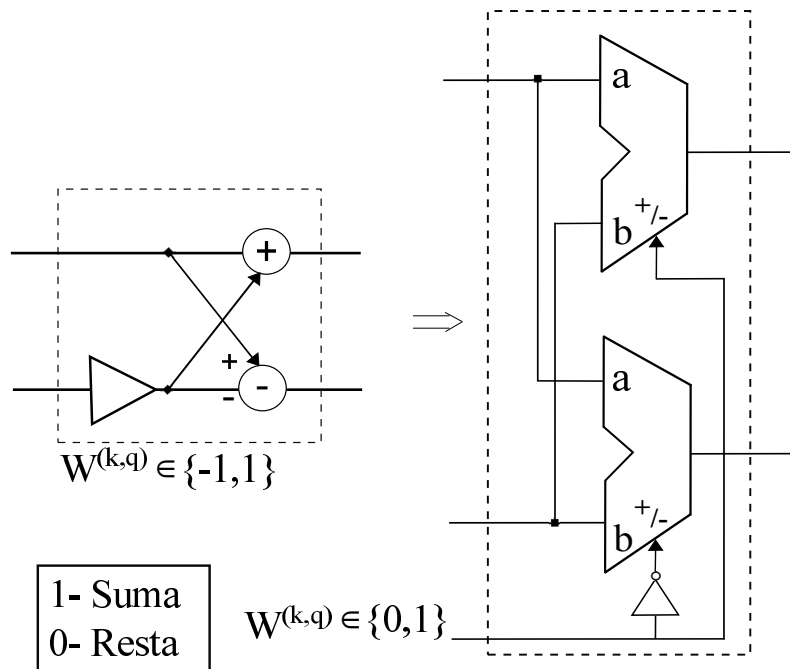 +
+
-
-
W(k,q) ∈ {-1,1}
1- Suma
0- Resta
a
b
+/-
a
b
+/-
W(k,q) ∈ {0,1}